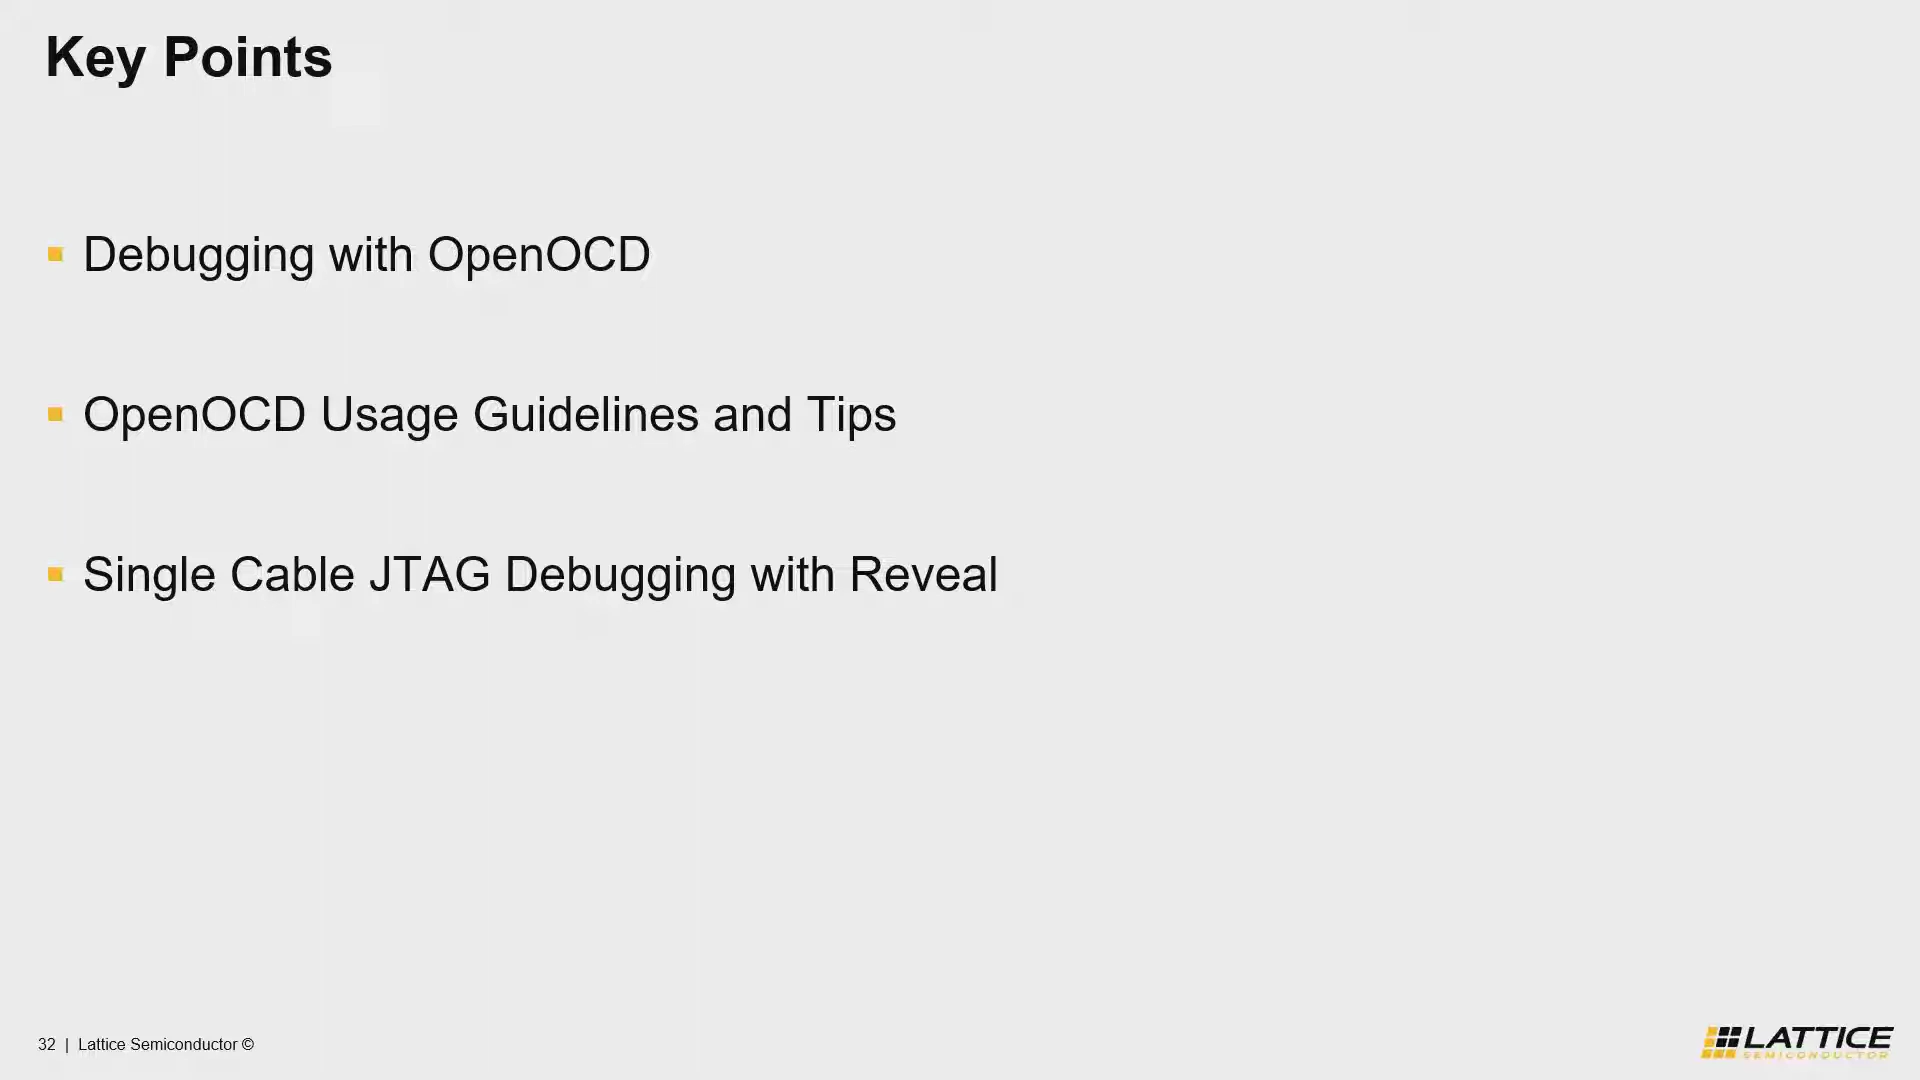 Key Points
Debugging with OpenOCD
OpenOCD Usage Guidelines and Tips
Single Cable JTAG Debugging with Reveal
32 | Lattice Semiconductor ©
LATTICE
SEMICONDUCTOR